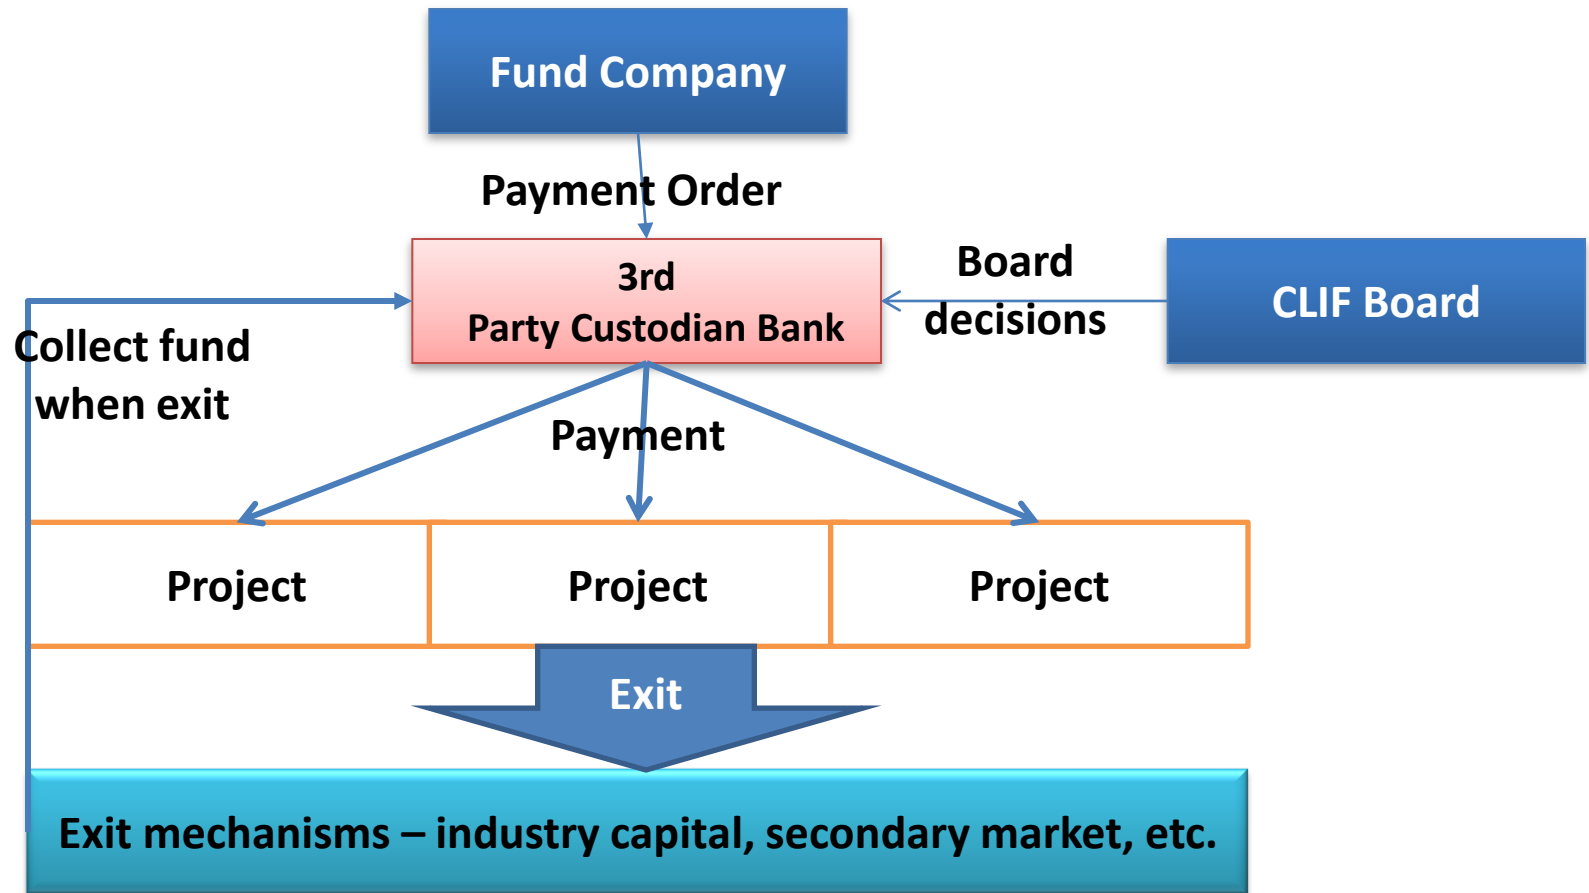 Fund Company
Payment Order
3rd
Party Custodian Bank
Board
decisions
CLIF Board
Collect fund
when exit
Payment
Project
Project
Project
Exit
Exit mechanisms – industry capital, secondary market, etc.